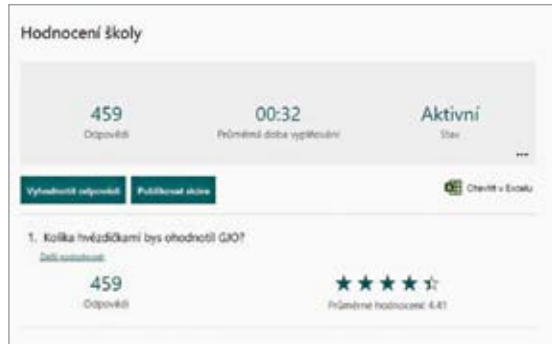 Hodnocení školy
459
Odpovědi
00:32
Průměrná doba vyplňování
Aktivní
Stav
...
Vyhodnotit odpovědi
Publikovat skóre
Otevřít v Excelu
1. Kolika hvězdičkami bys ohodnotil GJO?
Další podrobnosti
459
Odpovědi
Průměrné hodnocení: 4.41